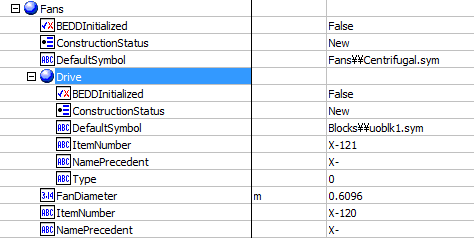 Fans
BEDDInitialized False
ConstructionStatus New
DefaultSymbol Fans¥¥Centrifugal.sym
Drive
BEDDInitialized False
ConstructionStatus New
DefaultSymbol Blocks¥¥uoblk1.sym
ItemNumber X-121
NamePrecedent X-
Type 0
FanDiameter m 0.6096
ItemNumber X-120
NamePrecedent X-